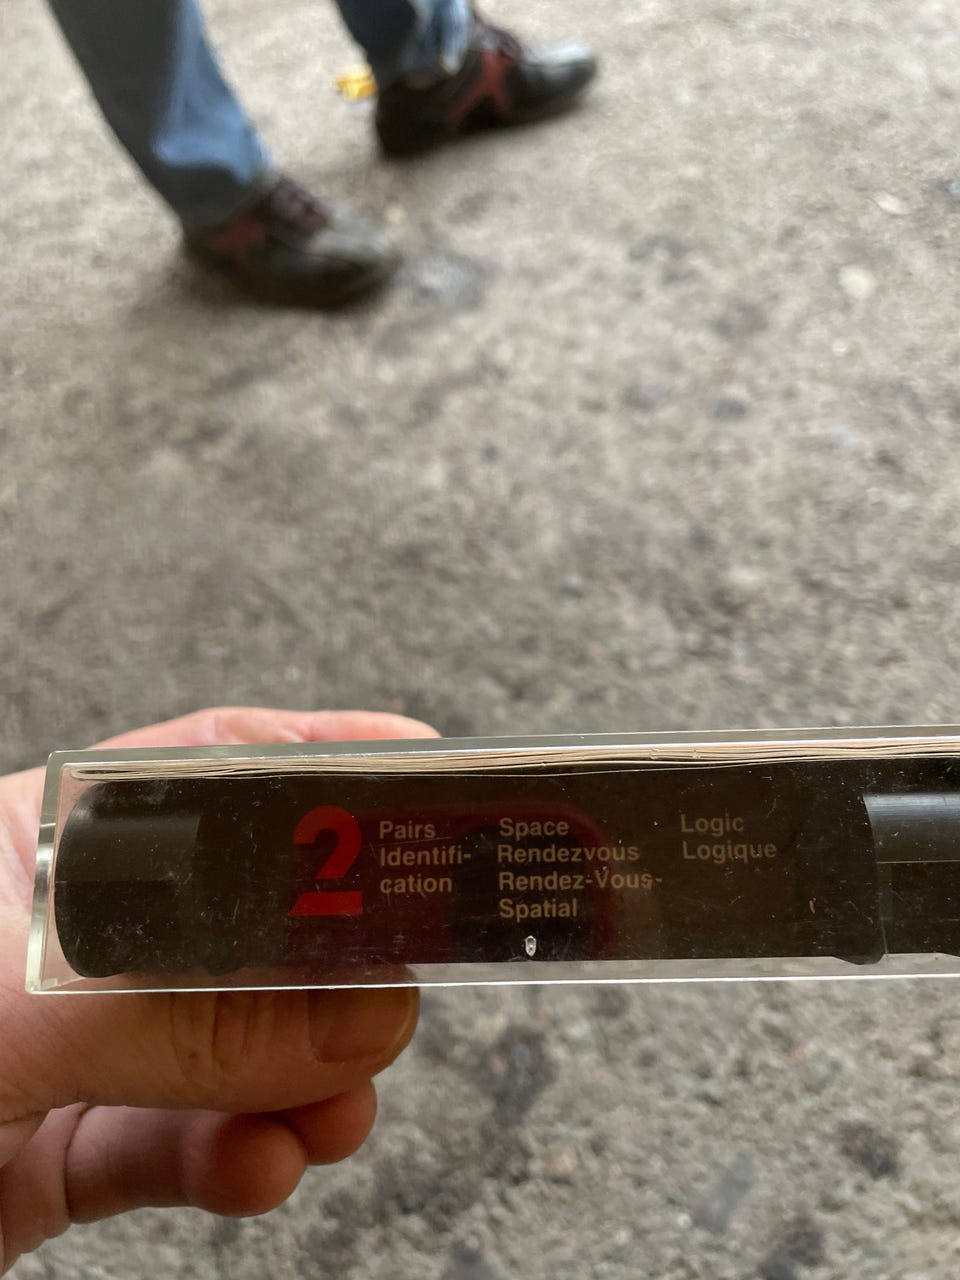 2
Pairs
Identifi-
cation
Space
Rendezvous
Rendez-Vous-
Spatial
Logic
Logique